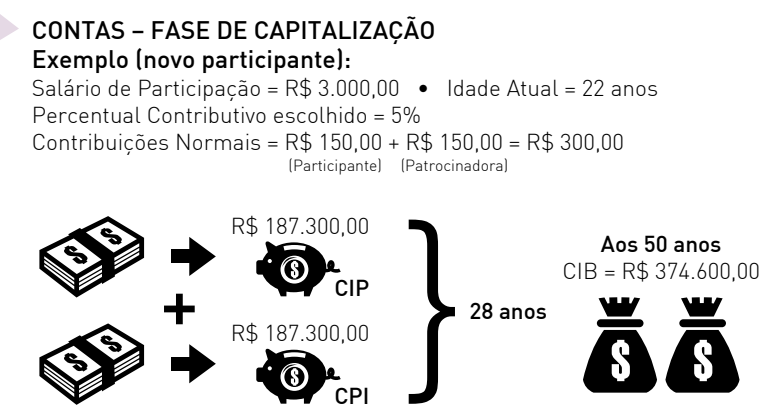 CONTAS – FASE DE CAPITALIZAÇÃO
Exemplo (novo participante):
Salário de Participação = R$ 3.000,00 • Idade Atual = 22 anos
Percentual Contributivo escolhido = 5%
Contribuições Normais = R$ 150,00 + R$ 150,00 = R$ 300,00
(Participante) (Patrocinadora)
R$ 187.300,00
CIP
+
R$ 187.300,00
CPI
28 anos
Aos 50 anos
CIB = R$ 374.600,00